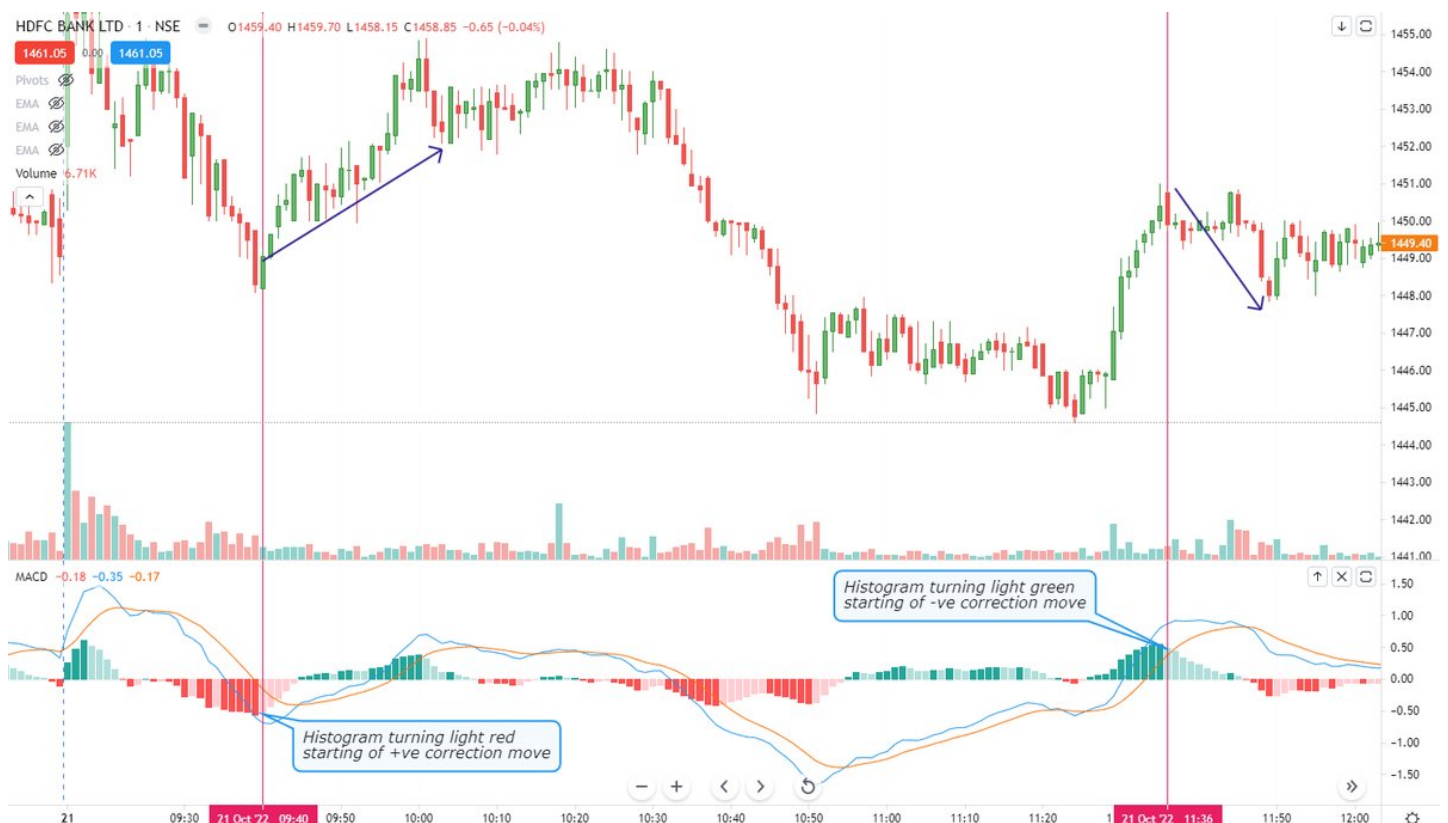 HDFC BANK LTD · 1 · NSE O1459.40 H1459.70 L1458.15 C1458.85 -0.65 (-0.04%)
1461.05 0.00 1461.05
Pivots
EMA
EMA
EMA
Volume 6.71K
1455.00
1454.00
1453.00
1452.00
1451.00
1450.00
1449.40
1449.00
1448.00
1447.00
1446.00
1445.00
1444.00
1443.00
1442.00
1441.00
MACD -0.18 -0.35 -0.17
Histogram turning light green
starting of -ve correction move
Histogram turning light red
starting of +ve correction move
1.50
1.00
0.50
0.00
-0.50
-1.00
-1.50
21 09:30 21 Oct '22 09:40 09:50 10:00 10:10 10:20 10:30 10:40 10:50 11:00 11:10 11:20 1 21 Oct '22 11:36 11:50 12:00